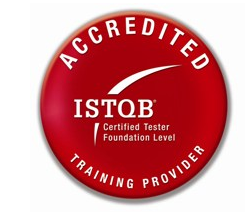 ACCREDITED
ISTQB®
Certified Tester
Foundation Level
TRAINING PROVIDER